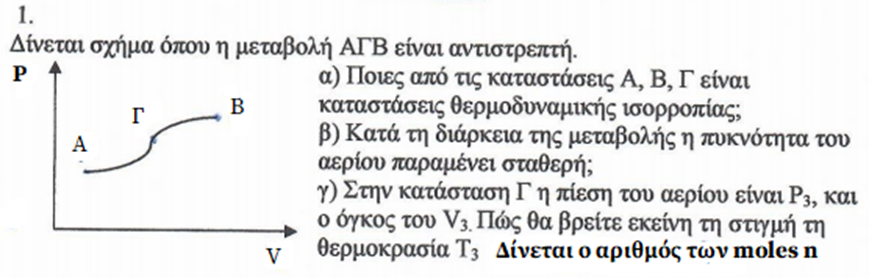 1.
Δίνεται σχήμα όπου η μεταβολή ΑΓΒ είναι αντιστρεπτή.
P
α) Ποιες από τις καταστάσεις Α, Β, Γ είναι
καταστάσεις θερμοδυναμικής ισορροπίας;
β) Κατά τη διάρκεια της μεταβολής η πυκνότητα του
αερίου παραμένει σταθερή;
γ) Στην κατάσταση Γ η πίεση του αερίου είναι P₃, και
ο όγκος του V₃. Πώς θα βρείτε εκείνη τη στιγμή τη
θερμοκρασία T₃ Δίνεται ο αριθμός των moles n
Α
Γ
Β
V